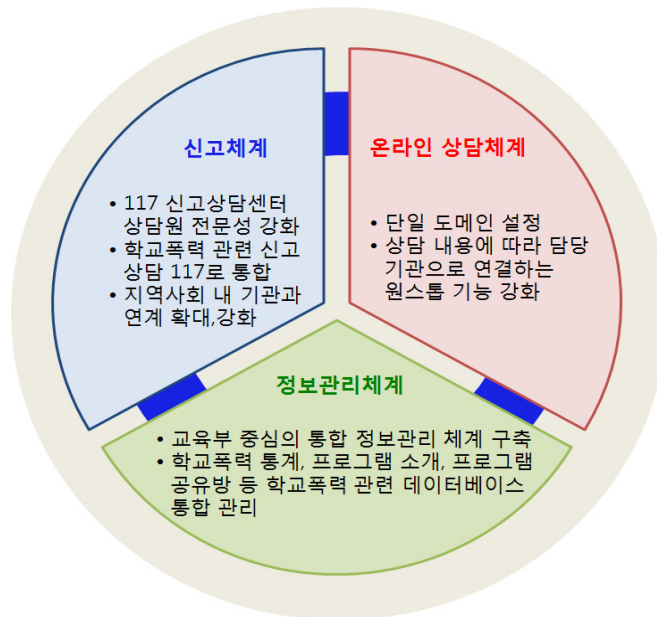 신고체계
• 117 신고상담센터
상담원 전문성 강화
• 학교폭력 관련 신고
상담 117로 통합
• 지역사회 내 기관과
연계 확대,강화
온라인 상담체계
• 단일 도메인 설정
• 상담 내용에 따라 담당
기관으로 연결하는
원스톱 기능 강화
정보관리체계
• 교육부 중심의 통합 정보관리 체계 구축
• 학교폭력 통계, 프로그램 소개, 프로그램
공유방 등 학교폭력 관련 데이터베이스
통합 관리